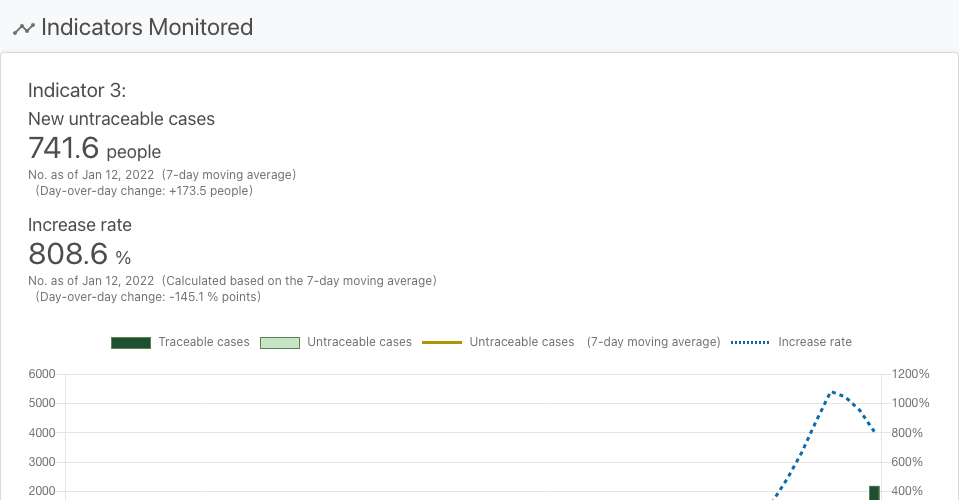 Indicators Monitored
Indicator 3:
New untraceable cases
741.6 people
No. as of Jan 12, 2022 (7-day moving average)
(Day-over-day change: +173.5 people)
Increase rate
808.6 %
No. as of Jan 12, 2022 (Calculated based on the 7-day moving average)
(Day-over-day change: -145.1 % points)
Traceable cases Untraceable cases Untraceable cases (7-day moving average) Increase rate
6000 1200%
5000 1000%
4000 800%
3000 600%
2000 400%